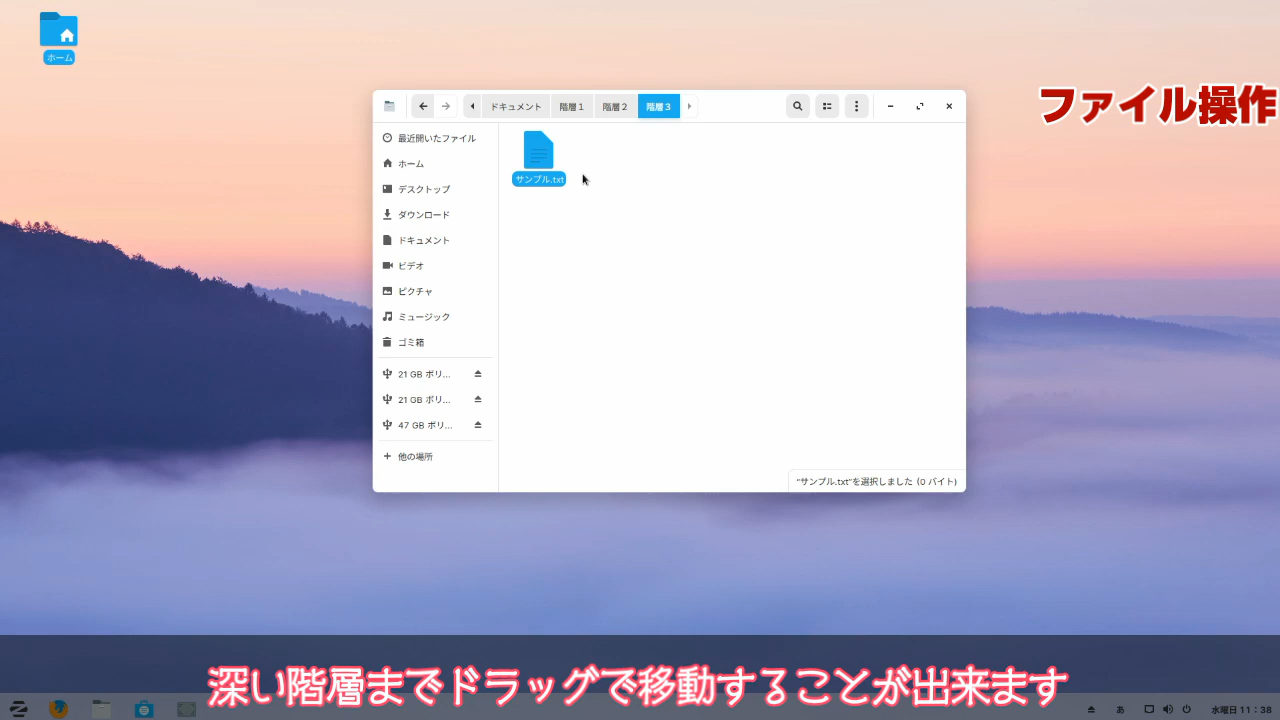 ホーム
ドキュメント 階層１ 階層２ 階層３
ファイル操作
最近開いたファイル
ホーム
デスクトップ
ダウンロード
ドキュメント
ビデオ
ピクチャ
ミュージック
ゴミ箱
21 GB ボリ...
21 GB ボリ...
47 GB ボリ...
他の場所
サンプル.txt
"サンプル.txt"を選択しました (0 バイト)
深い階層までドラッグで移動することが出来ます
あ
水曜日 11：38